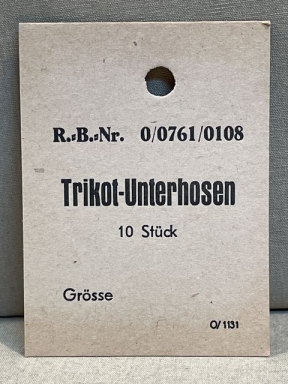 R.=B.=Nr. 0/0761/0108
Trikot-Unterhosen
10 Stück
Grösse
O/1131